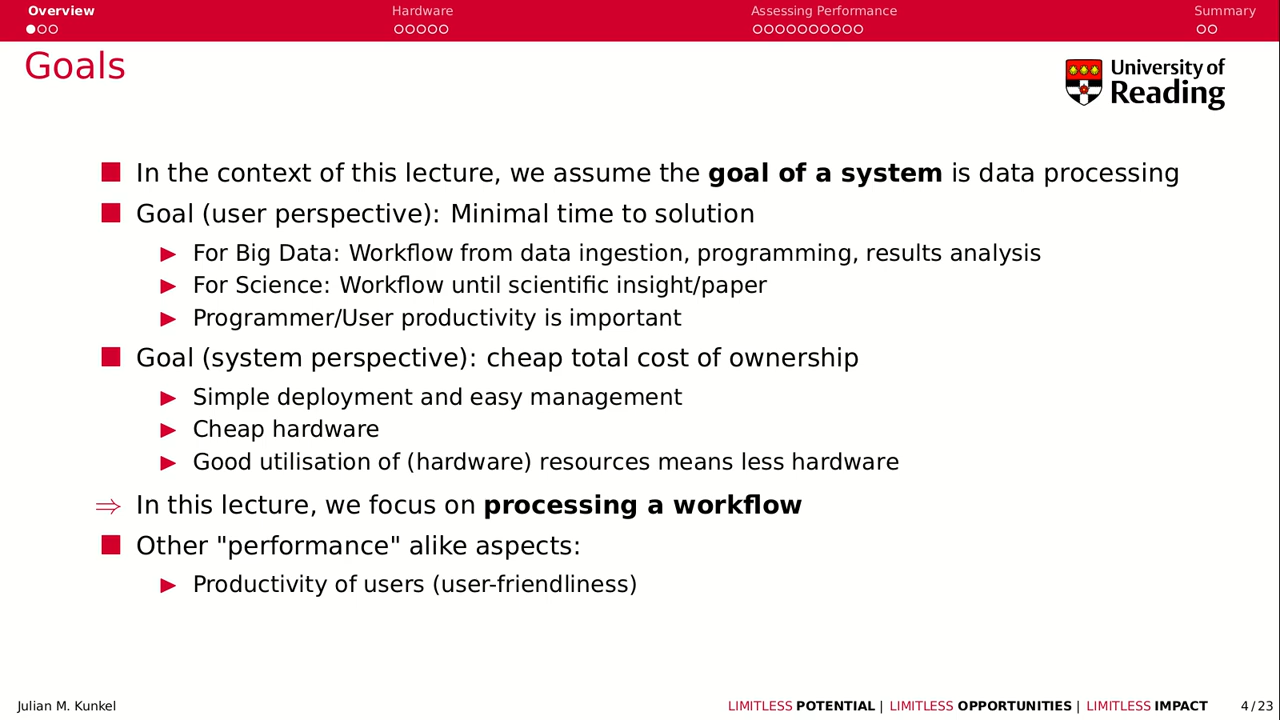 Overview
Hardware
Assessing Performance
Summary
Goals
University of
Reading
In the context of this lecture, we assume the goal of a system is data processing
Goal (user perspective): Minimal time to solution
For Big Data: Workflow from data ingestion, programming, results analysis
For Science: Workflow until scientific insight/paper
Programmer/User productivity is important
Goal (system perspective): cheap total cost of ownership
Simple deployment and easy management
Cheap hardware
Good utilisation of (hardware) resources means less hardware
⇒ In this lecture, we focus on processing a workflow
Other "performance" alike aspects:
Productivity of users (user-friendliness)
Julian M. Kunkel
LIMITLESS POTENTIAL | LIMITLESS OPPORTUNITIES | LIMITLESS IMPACT
4/23